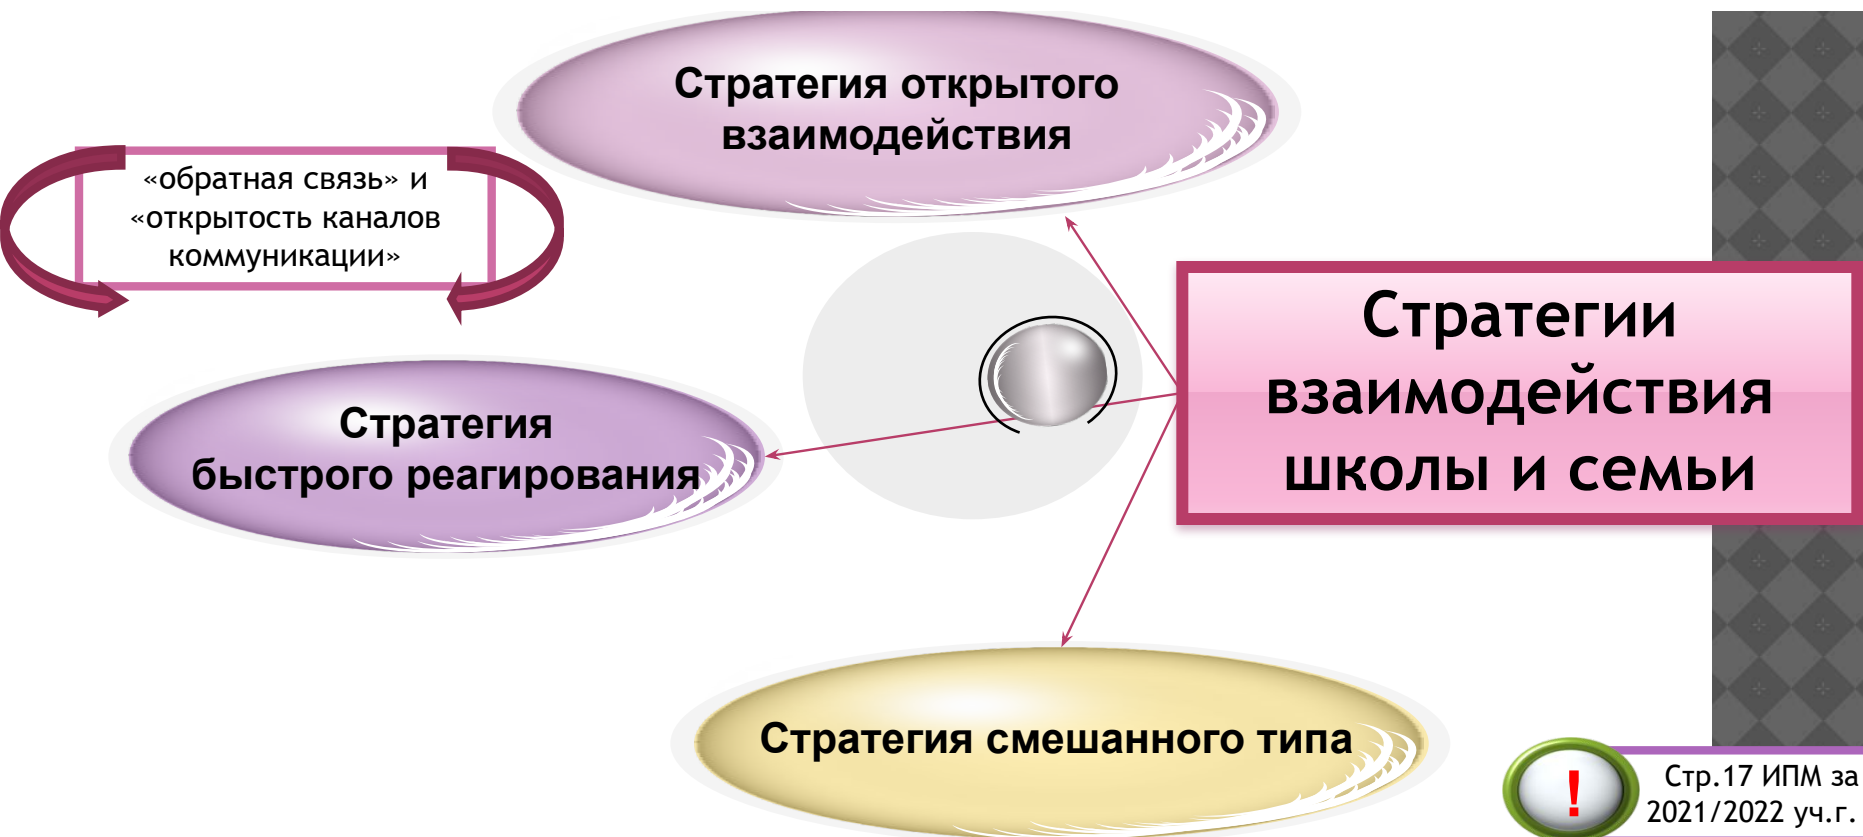 Стратегия открытого
взаимодействия
«обратная связь» и
«открытость каналов
коммуникации»
Стратегии
взаимодействия
школы и семьи
Стратегия
быстрого реагирования
Стратегия смешанного типа
!
Стр.17 ИПМ за
2021/2022 уч.г.